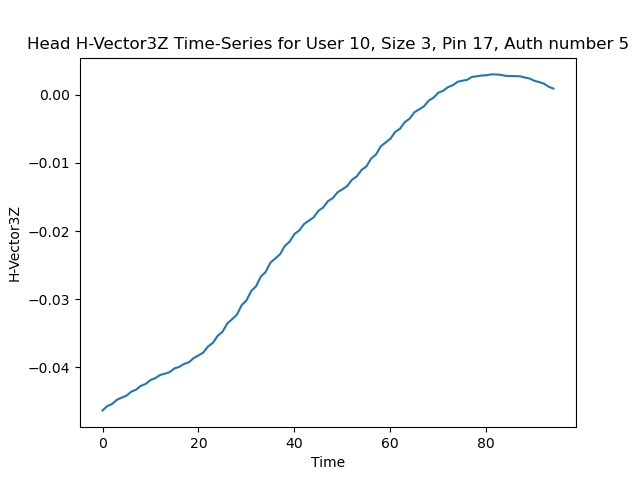 Head H-Vector3Z Time-Series for User 10, Size 3, Pin 17, Auth number 5
0.00
−0.01
−0.02
−0.03
−0.04
H-Vector3Z
0 20 40 60 80
Time